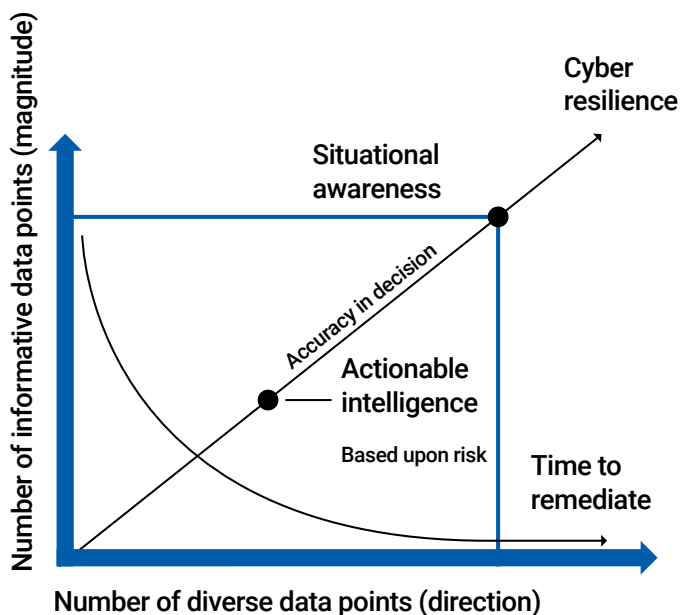 Number of informative data points (magnitude)
Cyber
resilience
Situational
awareness
Accuracy in decision
Actionable
intelligence
Based upon risk
Time to
remediate
Number of diverse data points (direction)